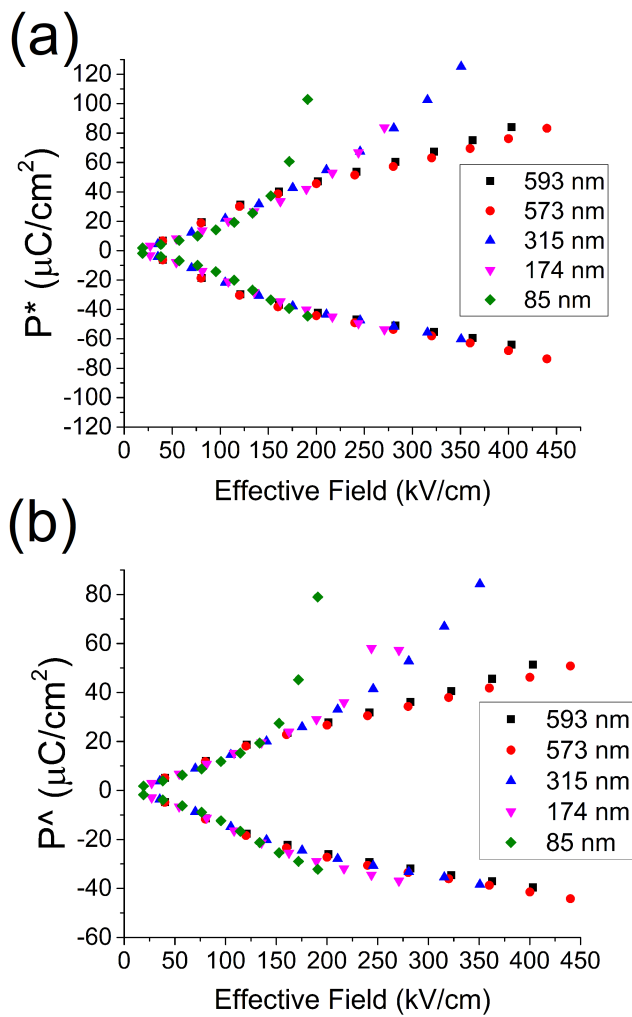 (a)
120
100
80
60
40
20
0
-20
-40
-60
-80
-100
-120
P* (μC/cm²)
0 50 100 150 200 250 300 350 400 450
Effective Field (kV/cm)
593 nm
573 nm
315 nm
174 nm
85 nm
(b)
80
60
40
20
0
-20
-40
-60
P^ (μC/cm²)
0 50 100 150 200 250 300 350 400 450
Effective Field (kV/cm)
593 nm
573 nm
315 nm
174 nm
85 nm